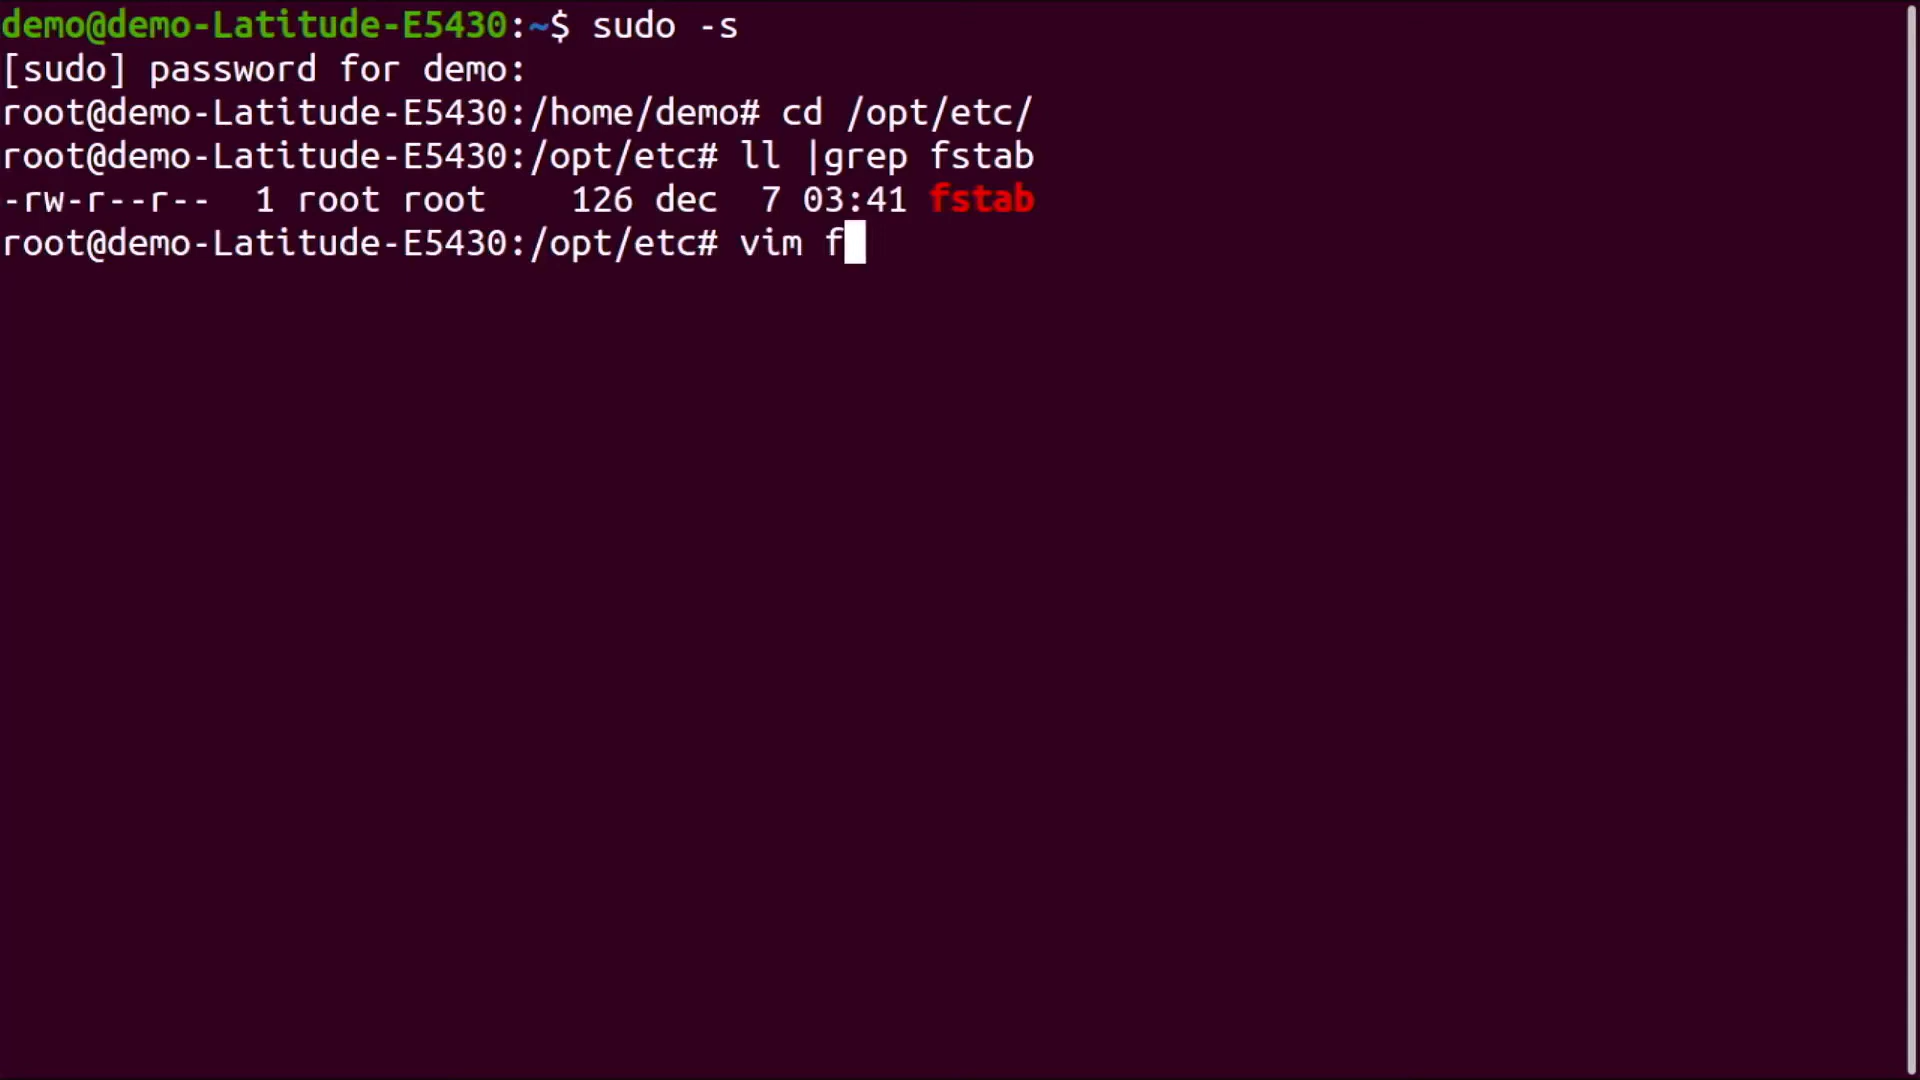 demo@demo-Latitude-E5430:~$ sudo -s
[sudo] password for demo:
root@demo-Latitude-E5430:/home/demo# cd /opt/etc/
root@demo-Latitude-E5430:/opt/etc# ll |grep fstab
-rw-r--r--  1 root root    126 dec  7 03:41 fstab
root@demo-Latitude-E5430:/opt/etc# vim f